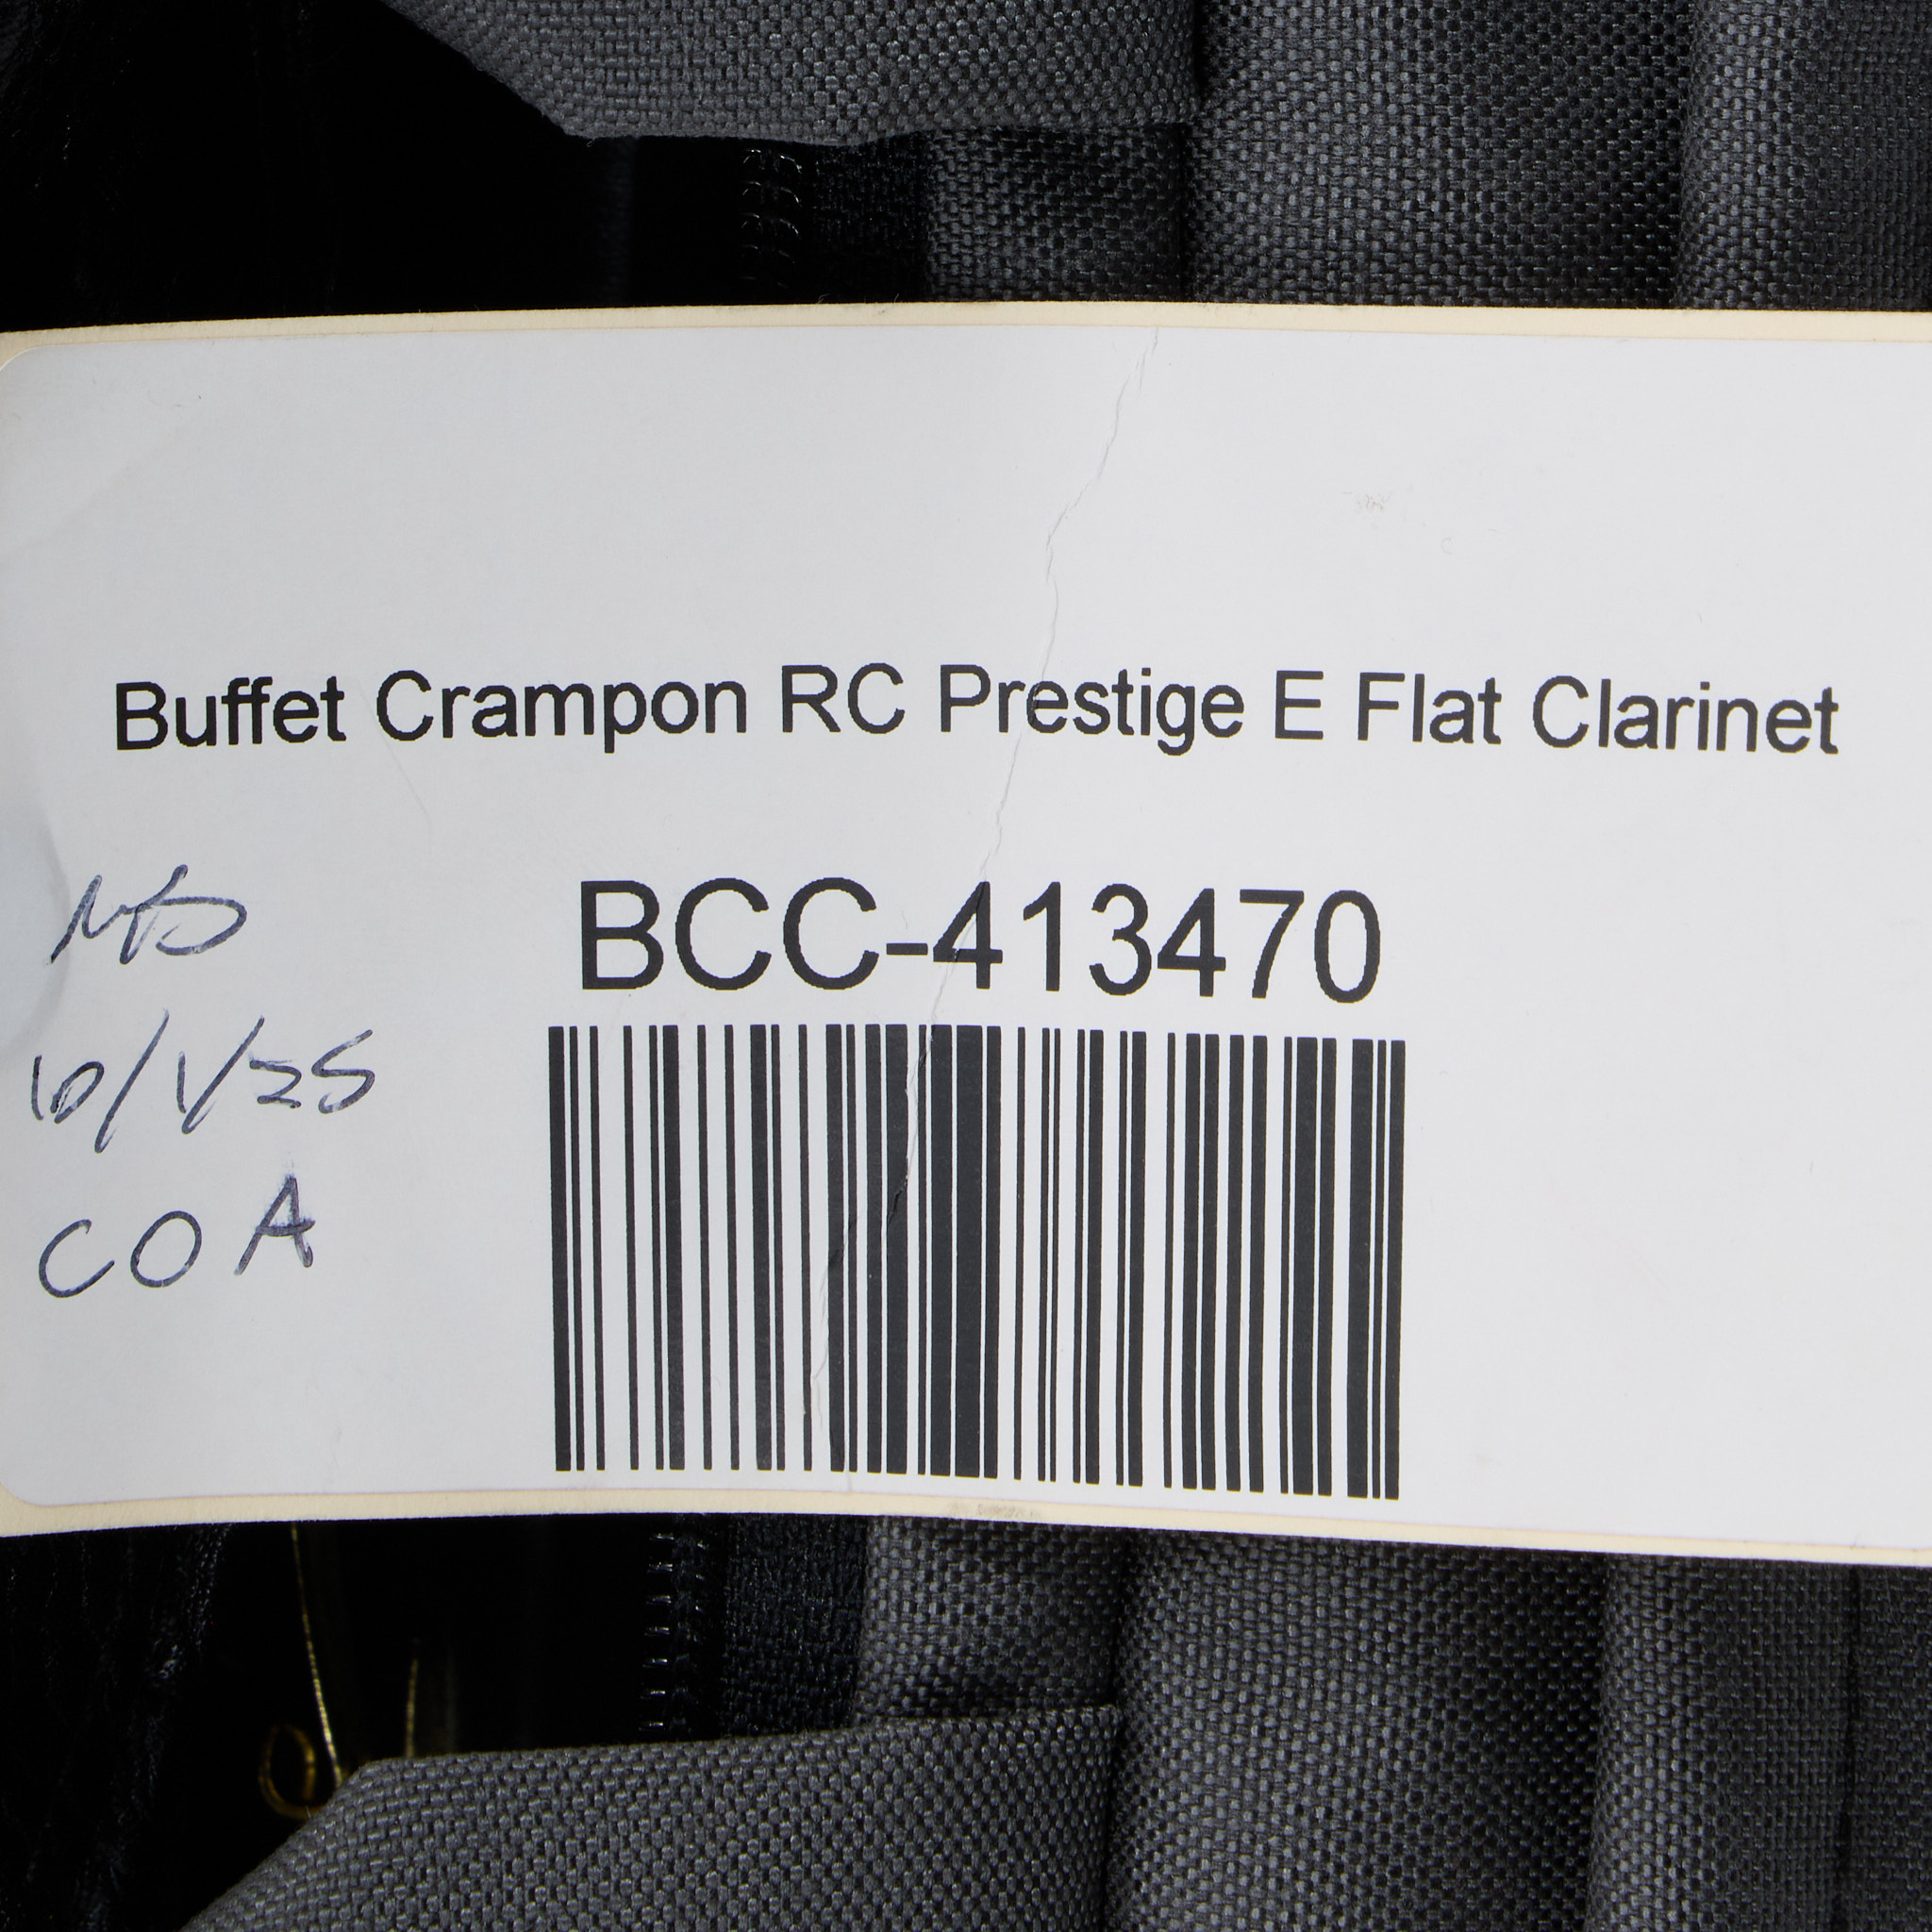 Buffet Crampon RC Prestige E Flat Clarinet
BCC-413470
10/1/25
COA